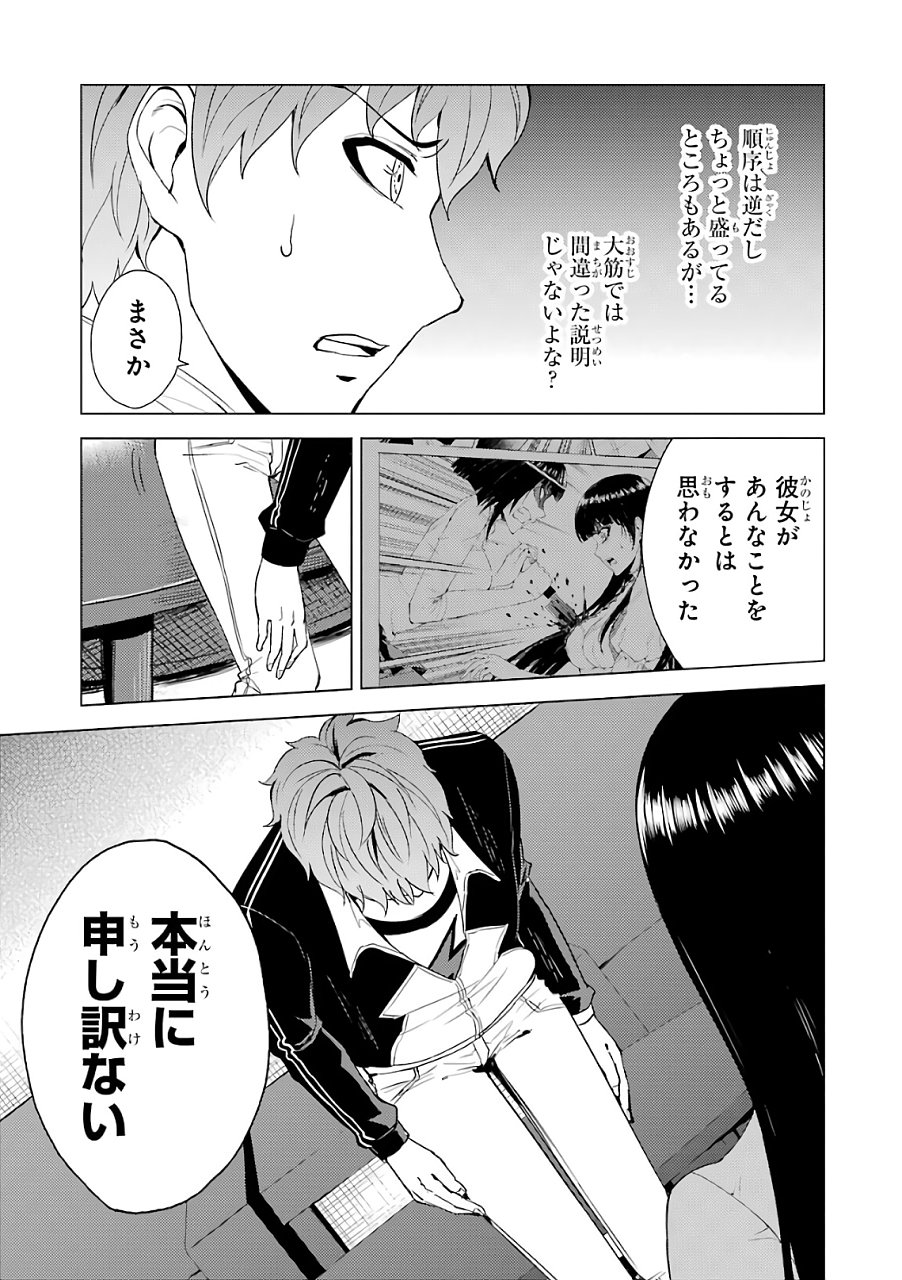 順序は逆だし
ちょっと盛ってる
ところもあるが…
大筋では
間違った説明
じゃないよな?
まさか
彼女が
あんなことを
するとは
思わなかった
本当に
申し訳ない